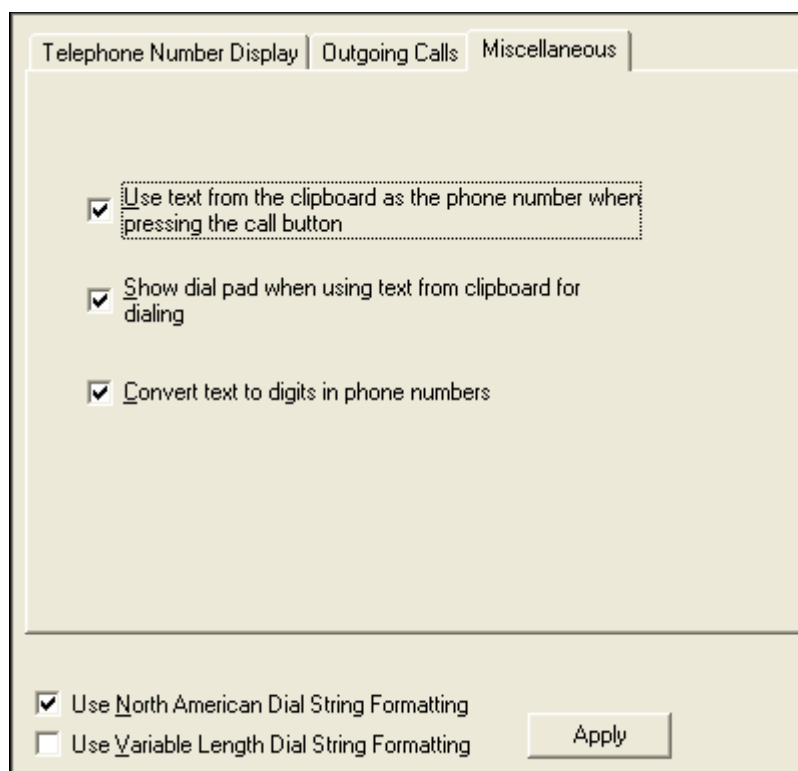 Telephone Number Display Outgoing Calls Miscellaneous
Use text from the clipboard as the phone number when
pressing the call button
Show dial pad when using text from clipboard for
dialing
Convert text to digits in phone numbers
Use North American Dial String Formatting
Use Variable Length Dial String Formatting
Apply